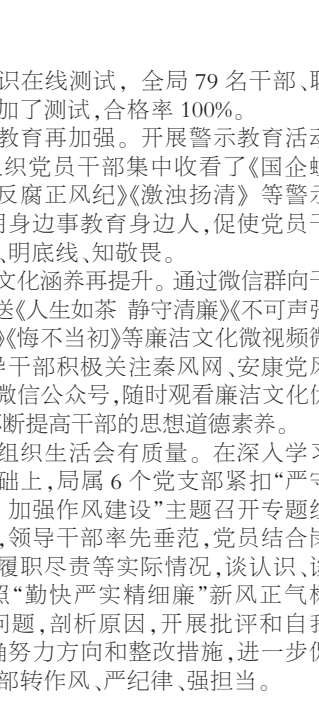 识在线测试，全局 79 名干部、职
加了测试,合格率 100%。
教育再加强。开展警示教育活动
织党员干部集中收看了《国企蛀
反腐正风纪》《激浊扬清》等警示
用身边事教育身边人,促使党员干
、明底线、知敬畏。
文化涵养再提升。通过微信群向干
送《人生如茶 静守清廉》《不可声张
》《悔不当初》等廉洁文化微视频微
导干部积极关注秦风网、安康党风
微信公众号,随时观看廉洁文化优
不断提高干部的思想道德素养。
组织生活会有质量。在深入学习
础上,局属 6 个党支部紧扣“严守
加强作风建设”主题召开专题组
,领导干部率先垂范,党员结合岗
履职尽责等实际情况,谈认识、谈
照“勤快严实精细廉”新风正气标
问题,剖析原因,开展批评和自我
确努力方向和整改措施,进一步促
部转作风、严纪律、强担当。